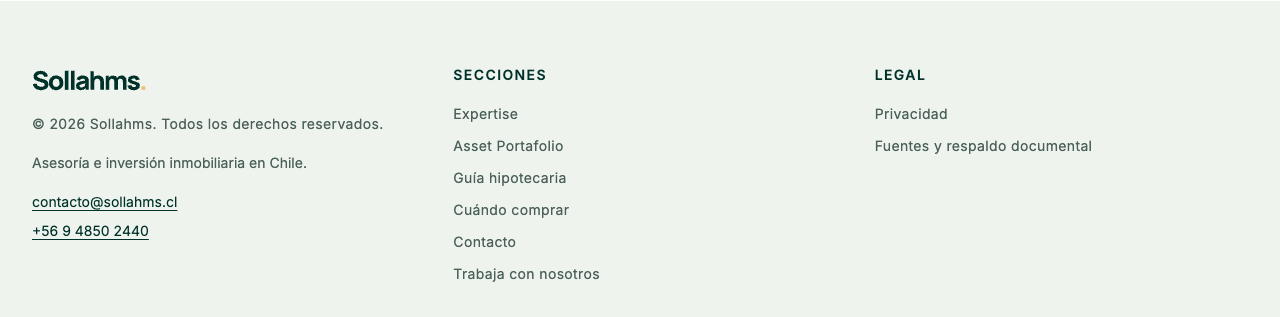 Sollahms.
© 2026 Sollahms. Todos los derechos reservados.
Asesoría e inversión inmobiliaria en Chile.
contacto@sollahms.cl
+56 9 4850 2440
SECCIONES
Expertise
Asset Portafolio
Guía hipotecaria
Cuándo comprar
Contacto
Trabaja con nosotros
LEGAL
Privacidad
Fuentes y respaldo documental